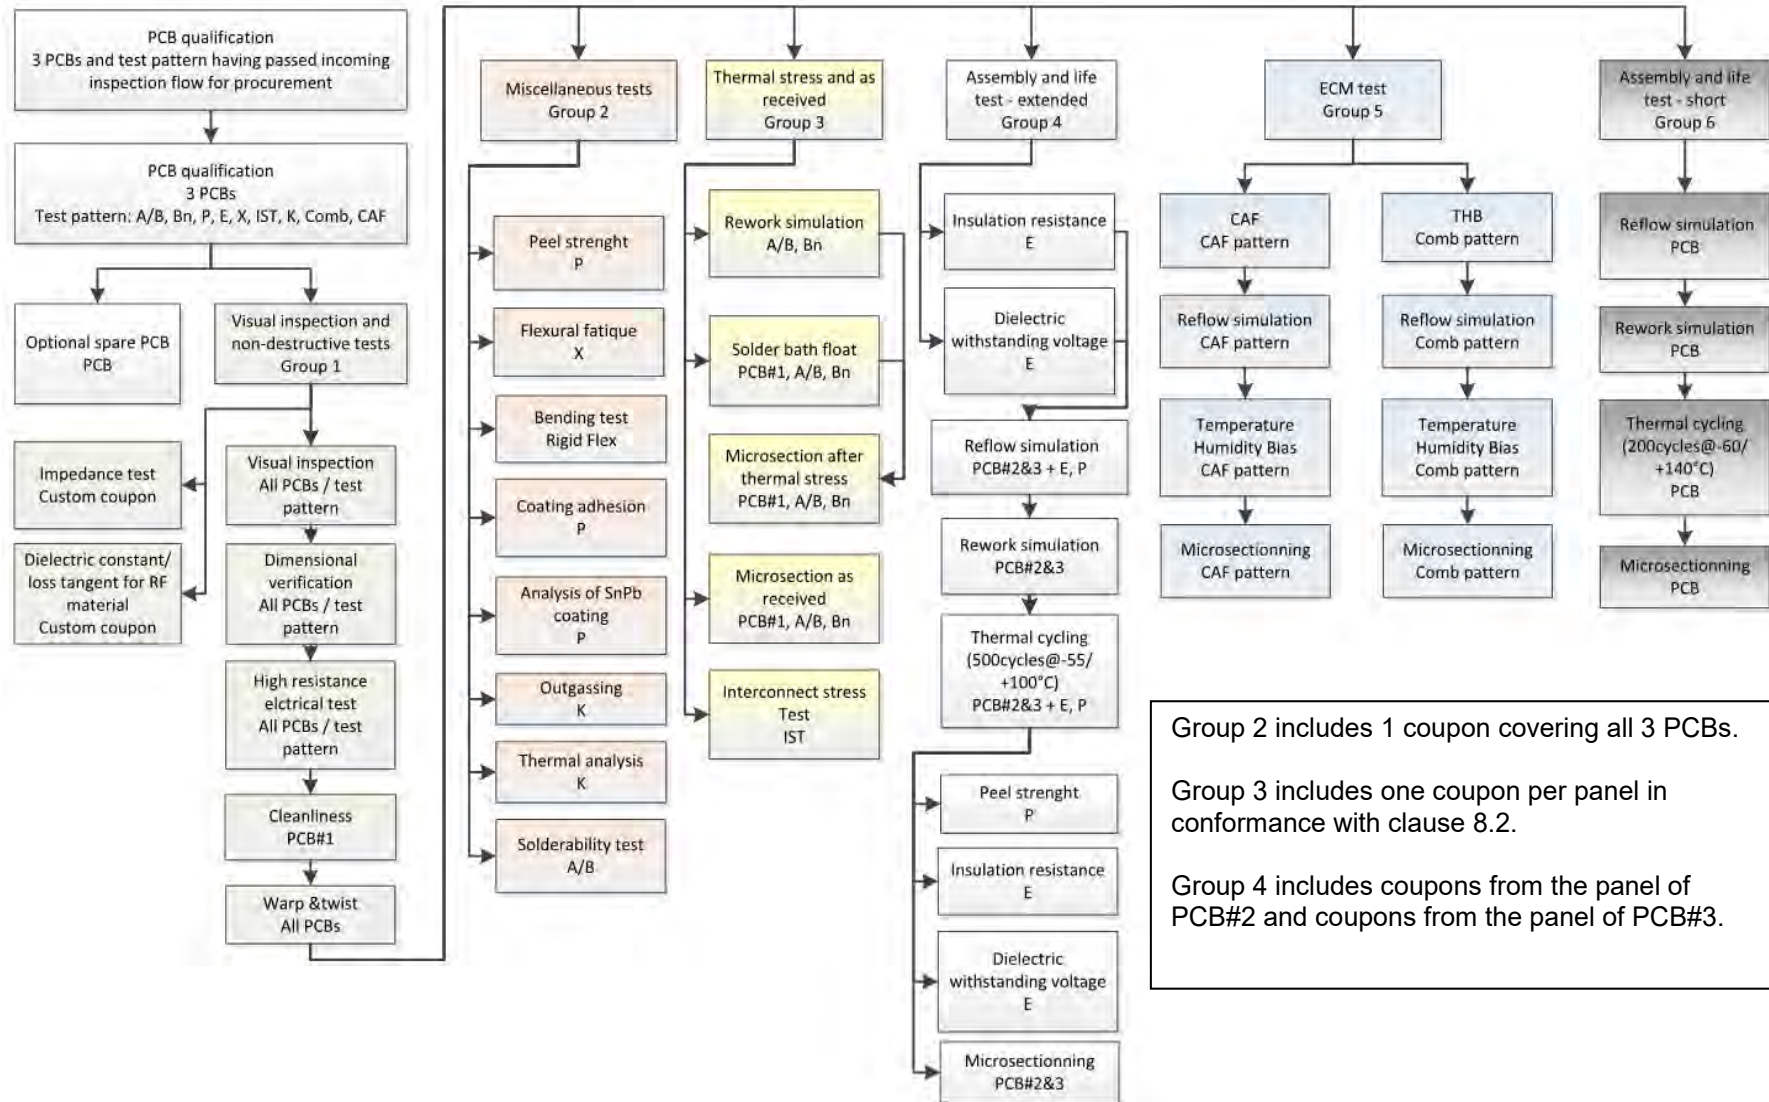 PCB qualification
3 PCBs and test pattern having passed incoming
inspection flow for procurement
PCB qualification
3 PCBs
Test pattern: A/B, Bn, P, E, X, IST, K, Comb, CAF
Optional spare PCB
PCB
Visual inspection and
non-destructive tests
Group 1
Impedance test
Custom coupon
Dielectric constant/
loss tangent for RF
material
Custom coupon
Visual inspection
All PCBs / test
pattern
Dimensional
verification
All PCBs / test
pattern
High resistance
elctrical test
All PCBs / test
pattern
Cleanliness
PCB#1
Warp &twist
All PCBs
Miscellaneous tests
Group 2
Peel strenght
P
Flexural fatique
X
Bending test
Rigid Flex
Coating adhesion
P
Analysis of SnPb
coating
P
Outgassing
K
Thermal analysis
K
Solderability test
A/B
Thermal stress and as
received
Group 3
Rework simulation
A/B, Bn
Solder bath float
PCB#1, A/B, Bn
Microsection after
thermal stress
PCB#1, A/B, Bn
Microsection as
received
PCB#1, A/B, Bn
Interconnect stress
Test
IST
Assembly and life
test - extended
Group 4
Insulation resistance
E
Dielectric
withstanding voltage
E
Reflow simulation
PCB#2&3 + E, P
Rework simulation
PCB#2&3
Thermal cycling
(500cycles@-55/
+100°C)
PCB#2&3 + E, P
Peel strenght
P
Insulation resistance
E
Dielectric
withstanding voltage
E
Microsectionning
PCB#2&3
ECM test
Group 5
CAF
CAF pattern
Reflow simulation
CAF pattern
Temperature
Humidity Bias
CAF pattern
Microsectionning
CAF pattern
THB
Comb pattern
Reflow simulation
Comb pattern
Temperature
Humidity Bias
Comb pattern
Microsectionning
Comb pattern
Assembly and life
test - short
Group 6
Reflow simulation
PCB
Rework simulation
PCB
Thermal cycling
(200cycles@-60/
+140°C)
PCB
Microsectionning
PCB
Group 2 includes 1 coupon covering all 3 PCBs.
Group 3 includes one coupon per panel in
conformance with clause 8.2.
Group 4 includes coupons from the panel of
PCB#2 and coupons from the panel of PCB#3.